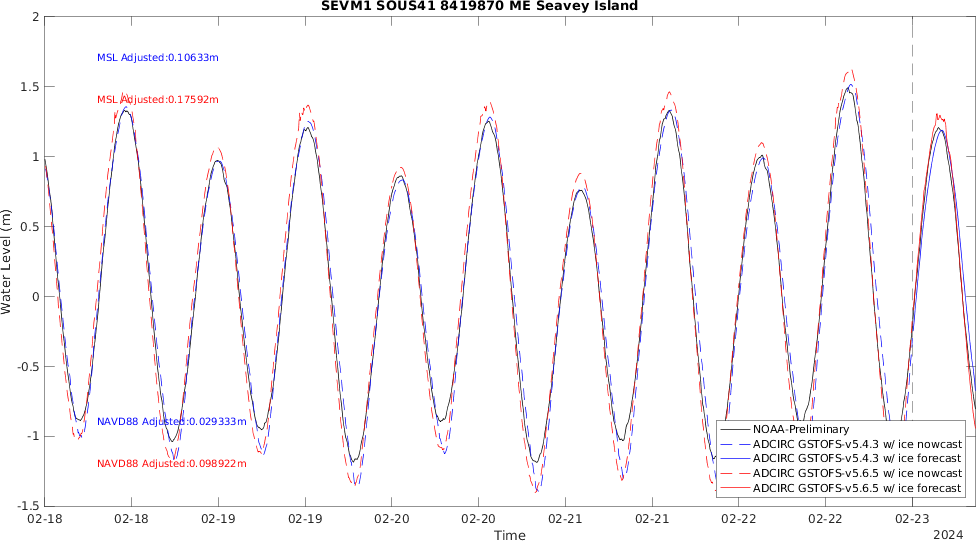 SEVM1 SOUS41 8419870 ME Seavey Island
2
1.5
1
0.5
0
-0.5
-1
-1.5
Water Level (m)
MSL Adjusted:0.10633m
MSL Adjusted:0.17592m
NAVD88 Adjusted:0.029333m
NAVD88 Adjusted:0.098922m
NOAA-Preliminary
ADCIRC GSTOFS-v5.4.3 w/ ice nowcast
ADCIRC GSTOFS-v5.4.3 w/ ice forecast
ADCIRC GSTOFS-v5.6.5 w/ ice nowcast
ADCIRC GSTOFS-v5.6.5 w/ ice forecast
02-18 02-18 02-19 02-19 02-20 02-20 02-21 02-21 02-22 02-22 02-23
Time
2024